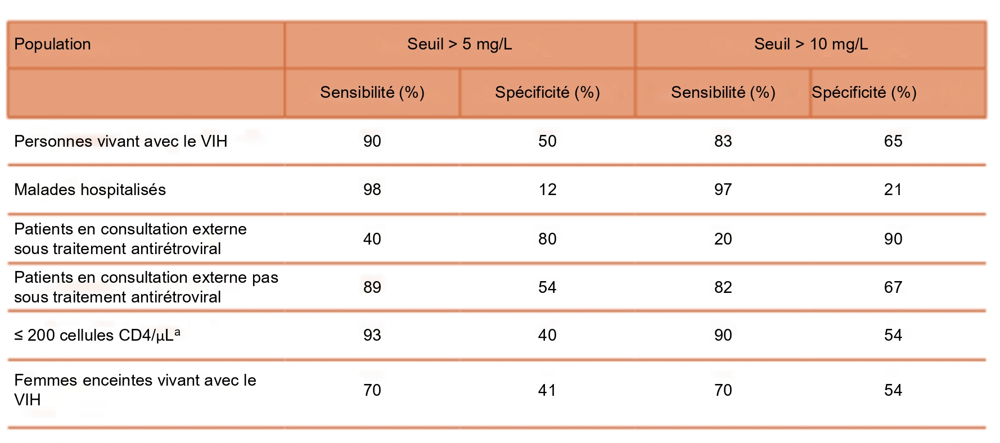 Population Seuil > 5 mg/L Seuil > 10 mg/L
Sensibilité (%) Spécificité (%) Sensibilité (%) Spécificité (%)
Personnes vivant avec le VIH 90 50 83 65
Malades hospitalisés 98 12 97 21
Patients en consultation externe
sous traitement antirétroviral 40 80 20 90
Patients en consultation externe pas
sous traitement antirétroviral 89 54 82 67
≤ 200 cellules CD4/µLᵃ 93 40 90 54
Femmes enceintes vivant avec le
VIH 70 41 70 54